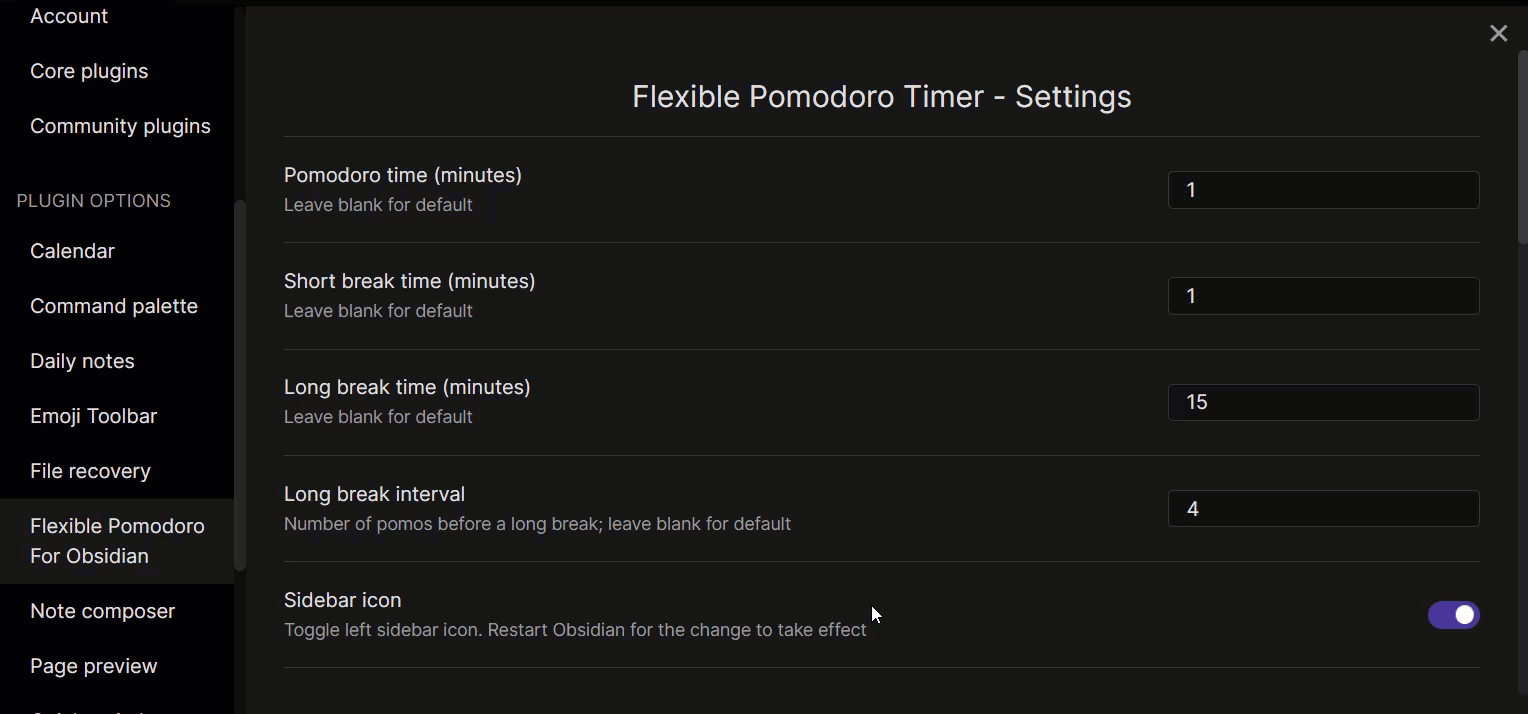 Account
Core plugins
Community plugins
PLUGIN OPTIONS
Calendar
Command palette
Daily notes
Emoji Toolbar
File recovery
Flexible Pomodoro
For Obsidian
Note composer
Page preview
Flexible Pomodoro Timer - Settings
Pomodoro time (minutes)
Leave blank for default
1
Short break time (minutes)
Leave blank for default
1
Long break time (minutes)
Leave blank for default
15
Long break interval
Number of pomos before a long break; leave blank for default
4
Sidebar icon
Toggle left sidebar icon. Restart Obsidian for the change to take effect